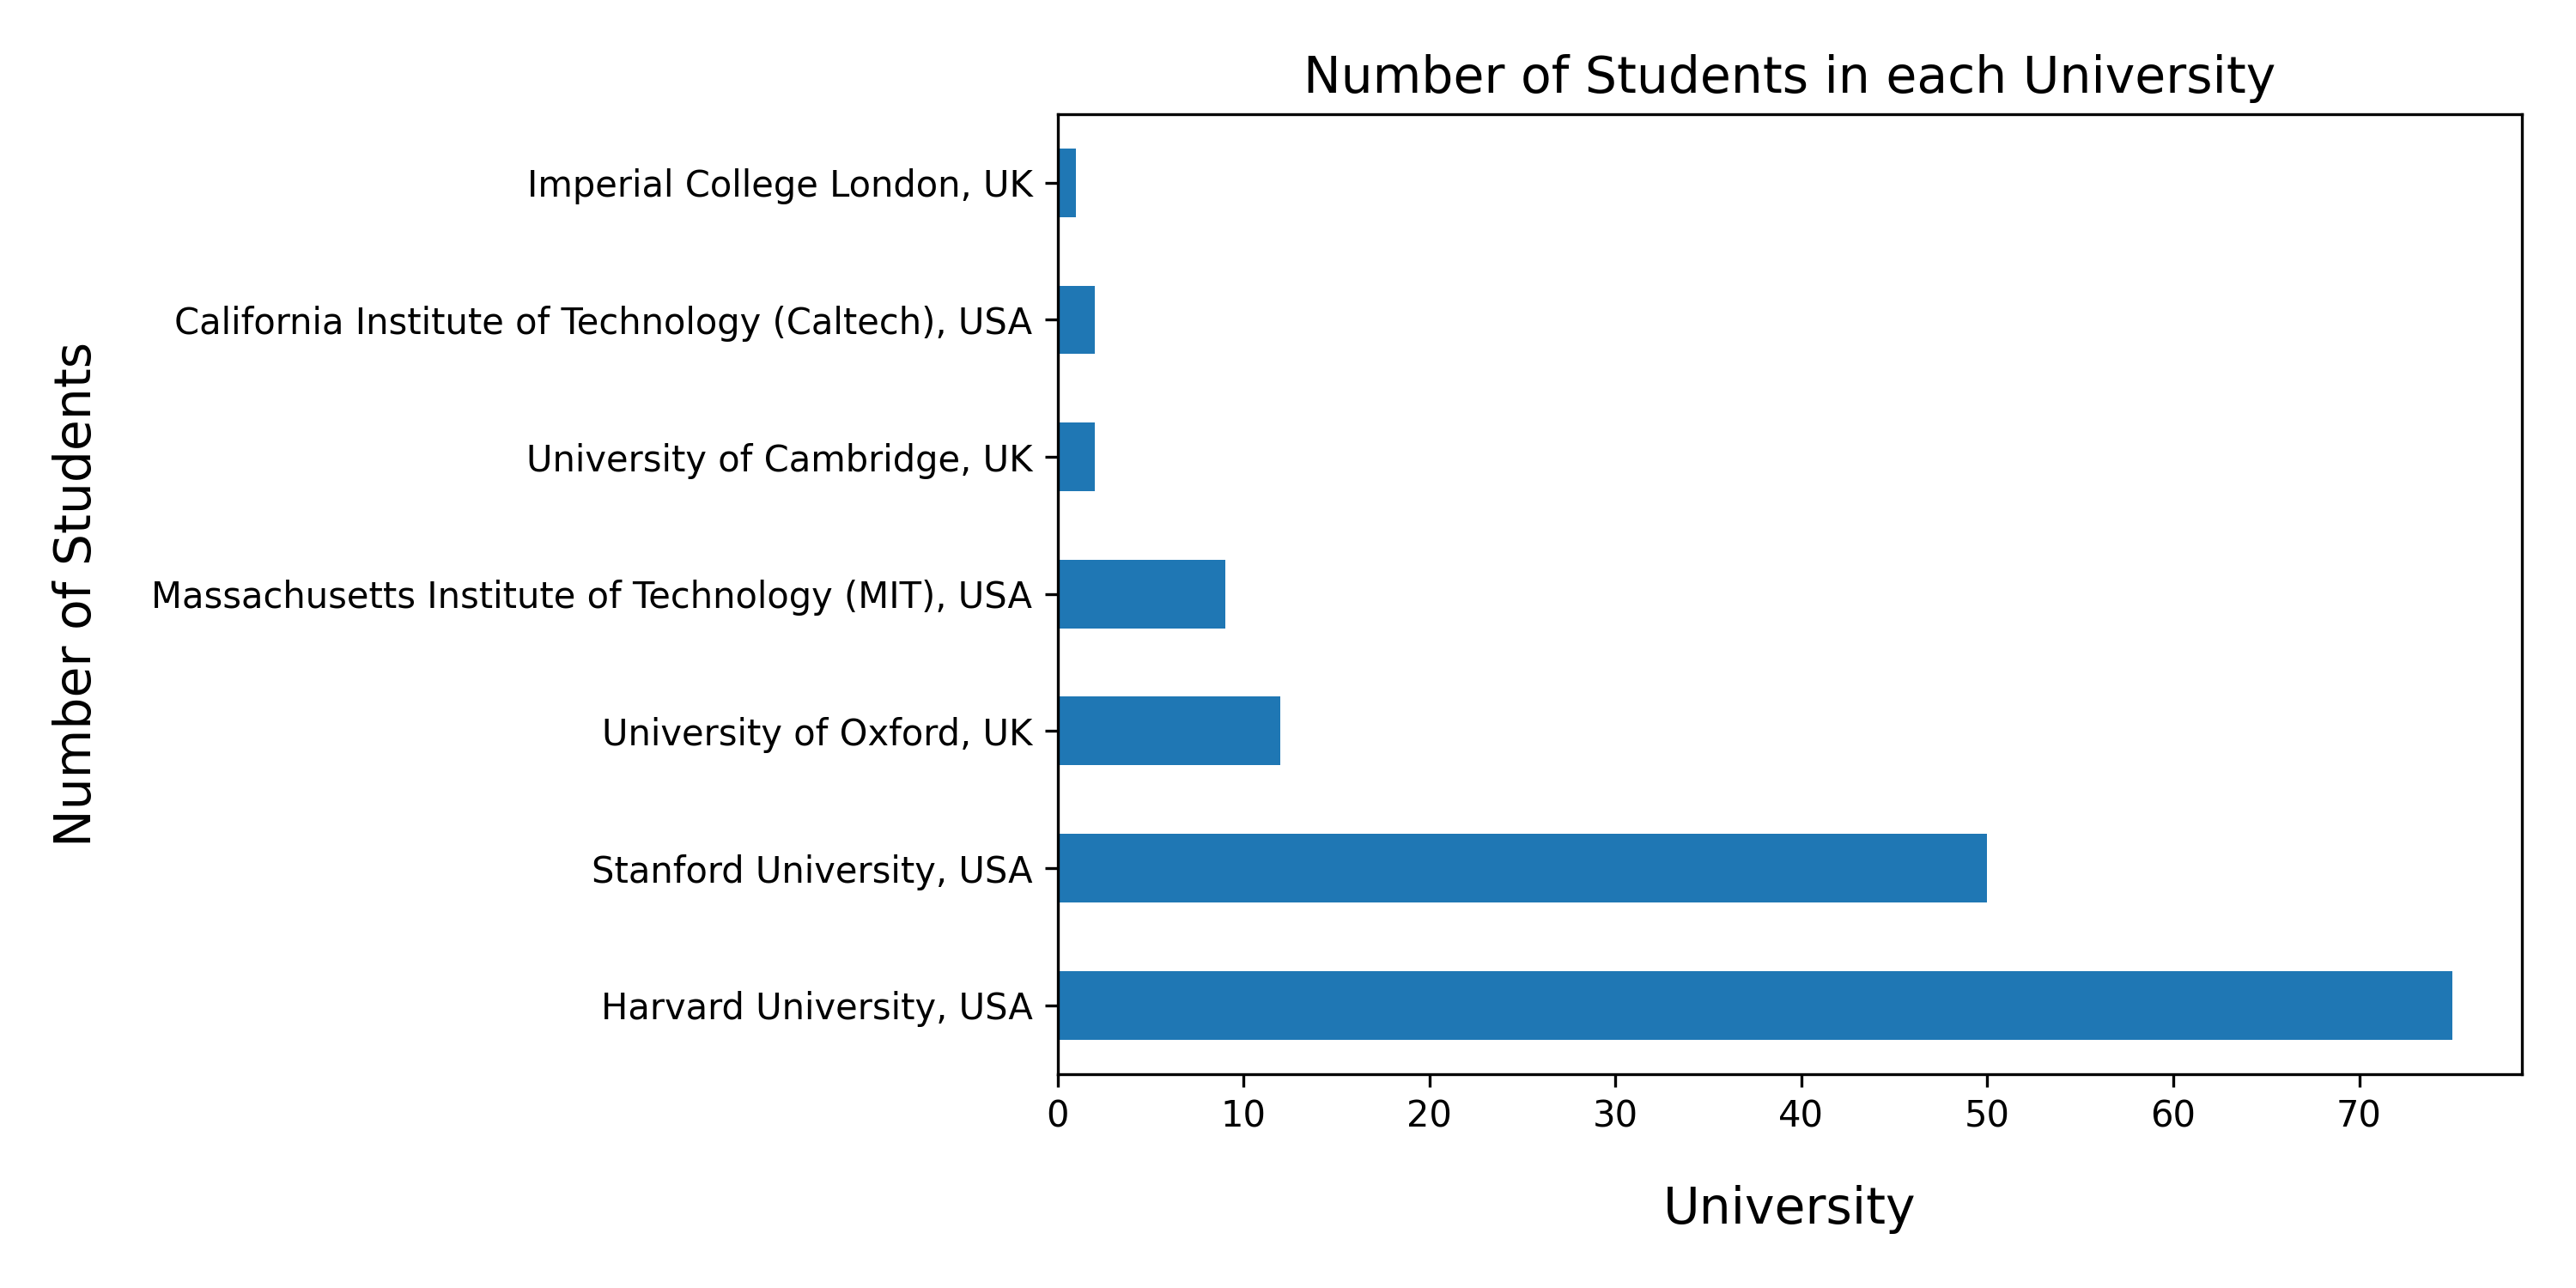 Number of Students in each University
Number of Students
Imperial College London, UK
California Institute of Technology (Caltech), USA
University of Cambridge, UK
Massachusetts Institute of Technology (MIT), USA
University of Oxford, UK
Stanford University, USA
Harvard University, USA
0 10 20 30 40 50 60 70
University